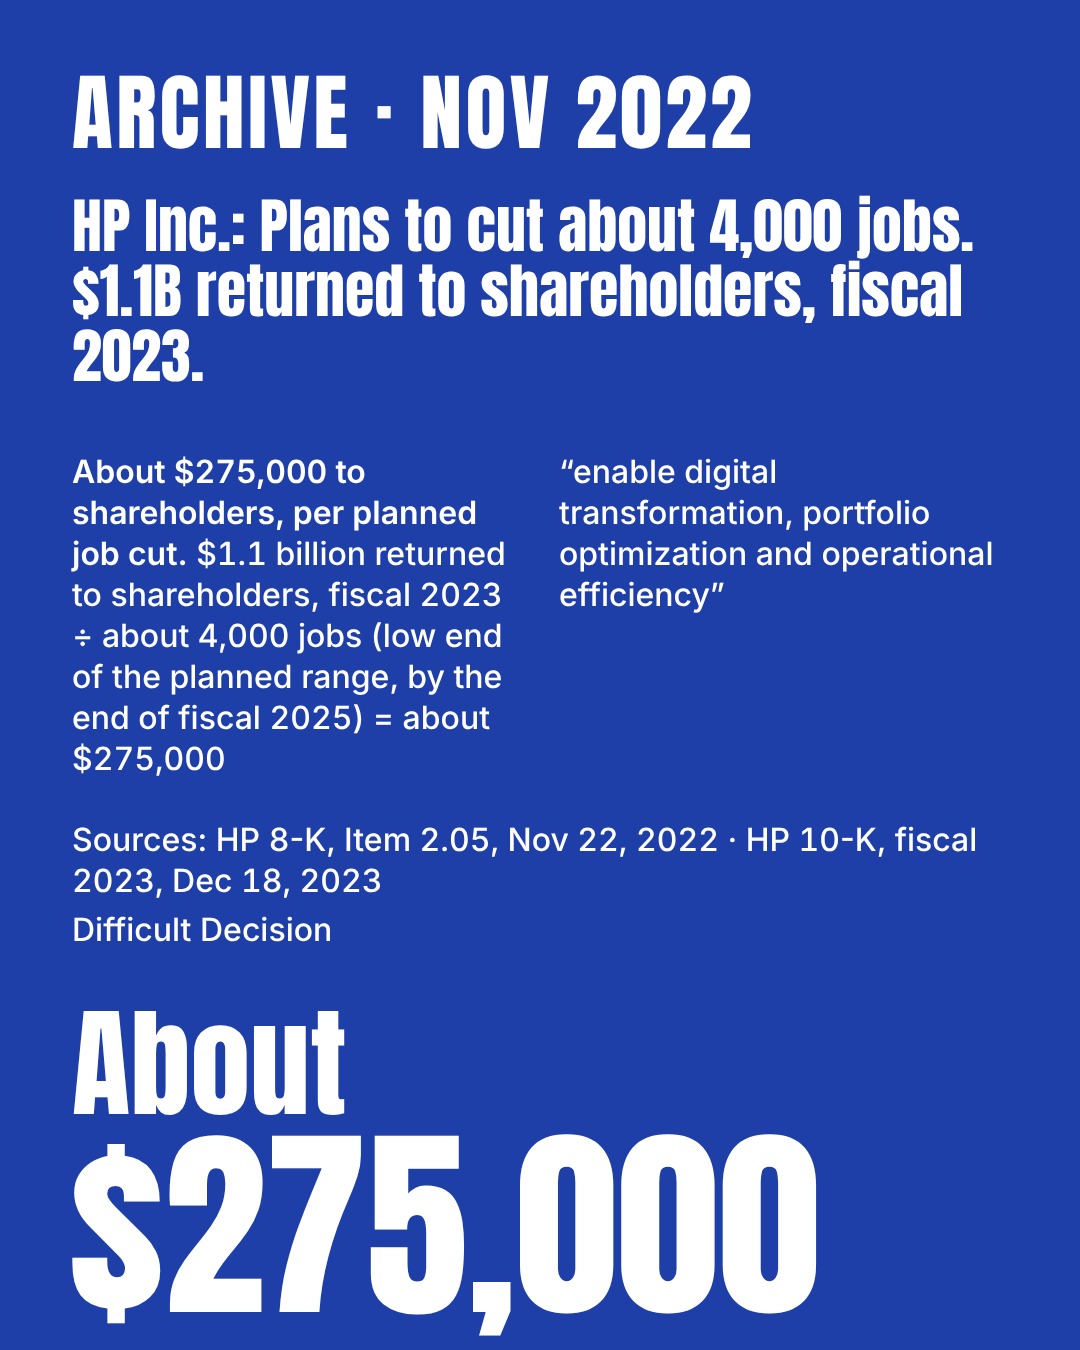 ARCHIVE · NOV 2022
HP Inc.: Plans to cut about 4,000 jobs.
$1.1B returned to shareholders, fiscal
2023.
About $275,000 to
shareholders, per planned
job cut. $1.1 billion returned
to shareholders, fiscal 2023
÷ about 4,000 jobs (low end
of the planned range, by the
end of fiscal 2025) = about
$275,000
“enable digital
transformation, portfolio
optimization and operational
efficiency”
Sources: HP 8-K, Item 2.05, Nov 22, 2022 · HP 10-K, fiscal
2023, Dec 18, 2023
Difficult Decision
About
$275,000